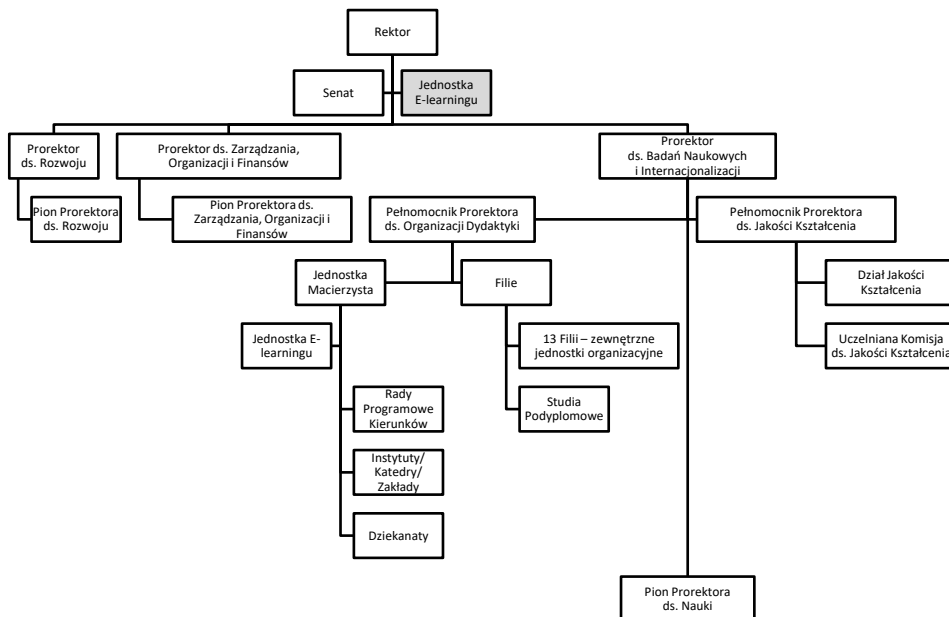 Rektor
Senat
Jednostka
E-learningu
Prorektor
ds. Rozwoju
Prorektor ds. Zarządzania,
Organizacji i Finansów
Prorektor
ds. Badań Naukowych
i Internacjonalizacji
Pion Prorektora
ds. Rozwoju
Pion Prorektora ds.
Zarządzania, Organizacji i
Finansów
Pełnomocnik Prorektora
ds. Organizacji Dydaktyki
Pełnomocnik Prorektora
ds. Jakości Kształcenia
Jednostka
Macierzysta
Filie
Dział Jakości
Kształcenia
Jednostka E-
learningu
13 Filii – zewnętrzne
jednostki organizacyjne
Uczelniana Komisja
ds. Jakości Kształcenia
Rady
Programowe
Kierunków
Studia
Podyplomowe
Instytuty/
Katedry/
Zakłady
Dziekanaty
Pion Prorektora
ds. Nauki